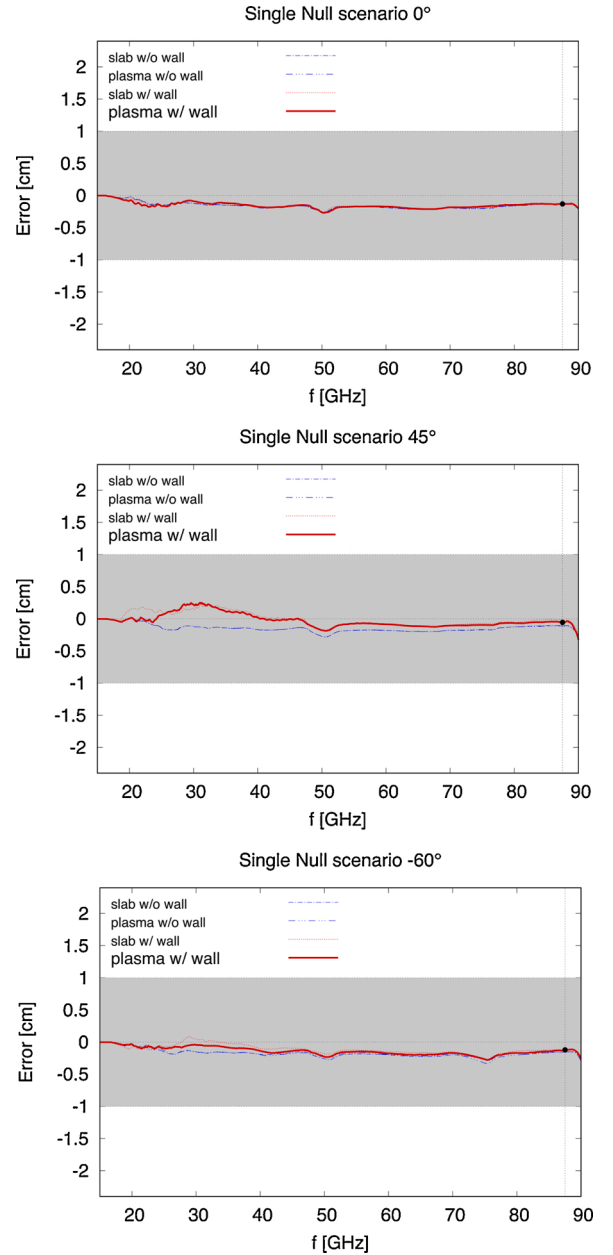 Single Null scenario 0°
slab w/o wall
plasma w/o wall
slab w/ wall
plasma w/ wall
2
1.5
1
0.5
0
-0.5
-1
-1.5
-2
Error [cm]
20 30 40 50 60 70 80 90
f [GHz]
Single Null scenario 45°
slab w/o wall
plasma w/o wall
slab w/ wall
plasma w/ wall
2
1.5
1
0.5
0
-0.5
-1
-1.5
-2
Error [cm]
20 30 40 50 60 70 80 90
f [GHz]
Single Null scenario -60°
slab w/o wall
plasma w/o wall
slab w/ wall
plasma w/ wall
2
1.5
1
0.5
0
-0.5
-1
-1.5
-2
Error [cm]
20 30 40 50 60 70 80 90
f [GHz]